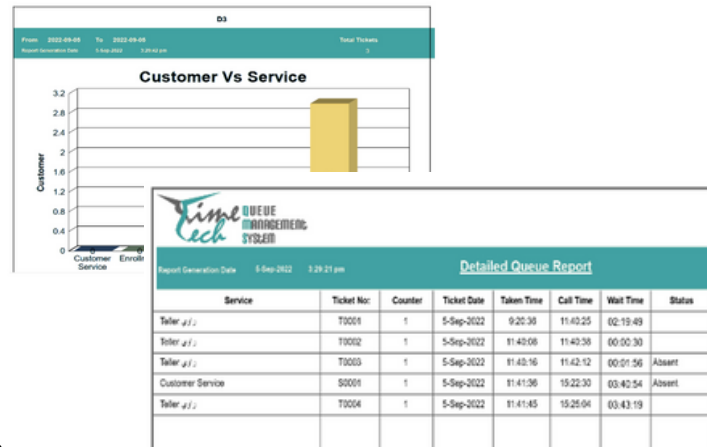 D3
From 2022-09-05 To 2022-09-05 Total Tickets
Report Generation Date 5-Sep-2022 3:29:42 pm 5
Customer Vs Service
3.2
2.8
2.4
2
1.6
1.2
0.8
0.4
0
Customer
0 0
Customer Service
Time Tech QUEUE MANAGEMENT SYSTEM
Report Generation Date 5-Sep-2022 3:29:21 pm Detailed Queue Report
Service Ticket No: Counter Ticket Date Taken Time Call Time Wait Time Status
Teller T0001 1 5-Sep-2022 9:20:36 11:40:25 02:19:49
Teller T0002 1 5-Sep-2022 11:40:08 11:40:38 00:00:30
Teller T0003 1 5-Sep-2022 11:40:16 11:42:12 00:01:56 Absent
Customer Service S0001 1 5-Sep-2022 11:41:36 15:22:30 03:40:54 Absent
Teller T0004 1 5-Sep-2022 11:41:45 15:25:04 03:43:19